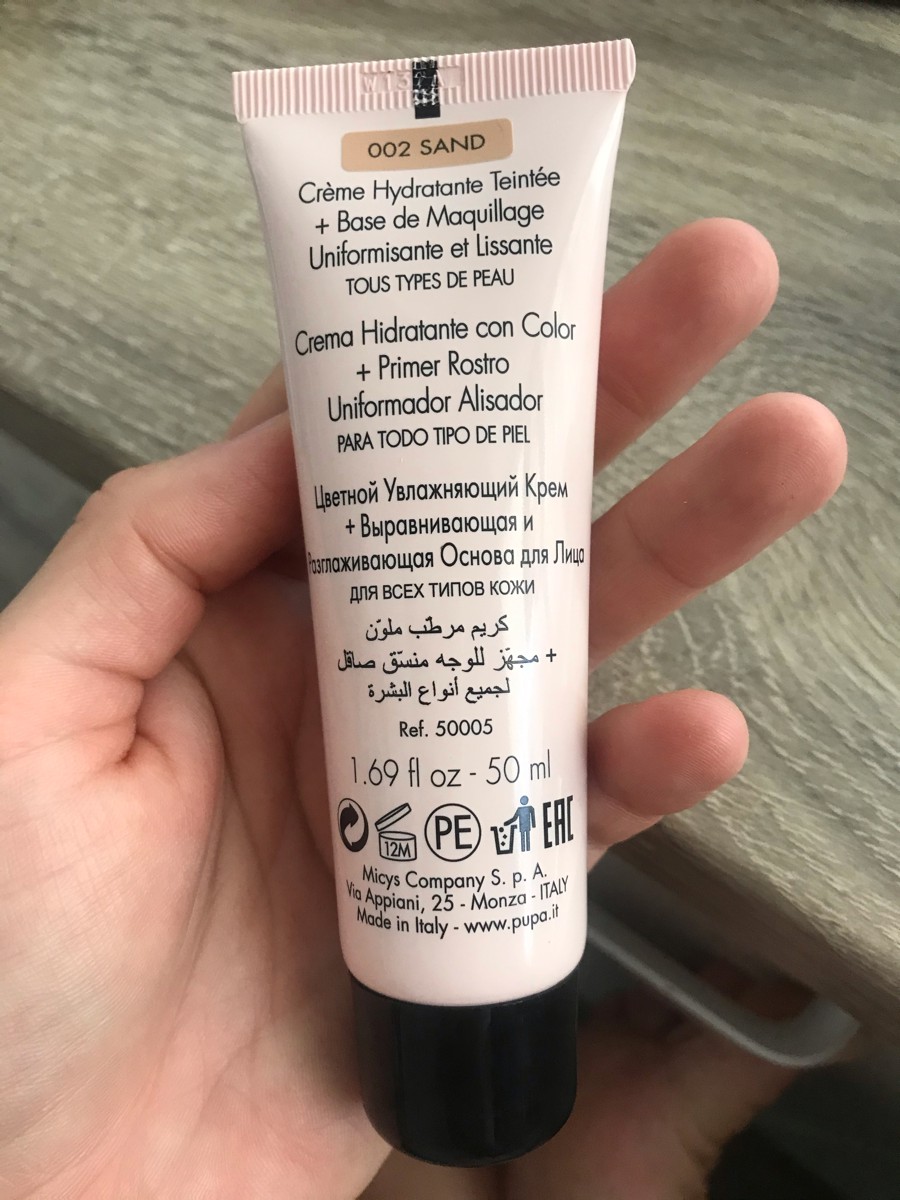 002 SAND
Crème Hydratante Teintée
+ Base de Maquillage
Uniformisante et Lissante
TOUS TYPES DE PEAU
Crema Hidratante con Color
+ Primer Rostro
Uniformador Alisador
PARA TODO TIPO DE PIEL
Цветной Увлажняющий Крем
+ Выравнивающая и
Разглаживающая Основа для Лица
ДЛЯ ВСЕХ ТИПОВ КОЖИ
كريم مرطّب ملوّن
+ مجهّز للوجه منسّق صاقل
لجميع أنواع البشرة
Ref. 50005
1.69 fl oz - 50 ml
12M PE EAC
Micys Company S. p. A.
Via Appiani, 25 - Monza - ITALY
Made in Italy - www.pupa.it